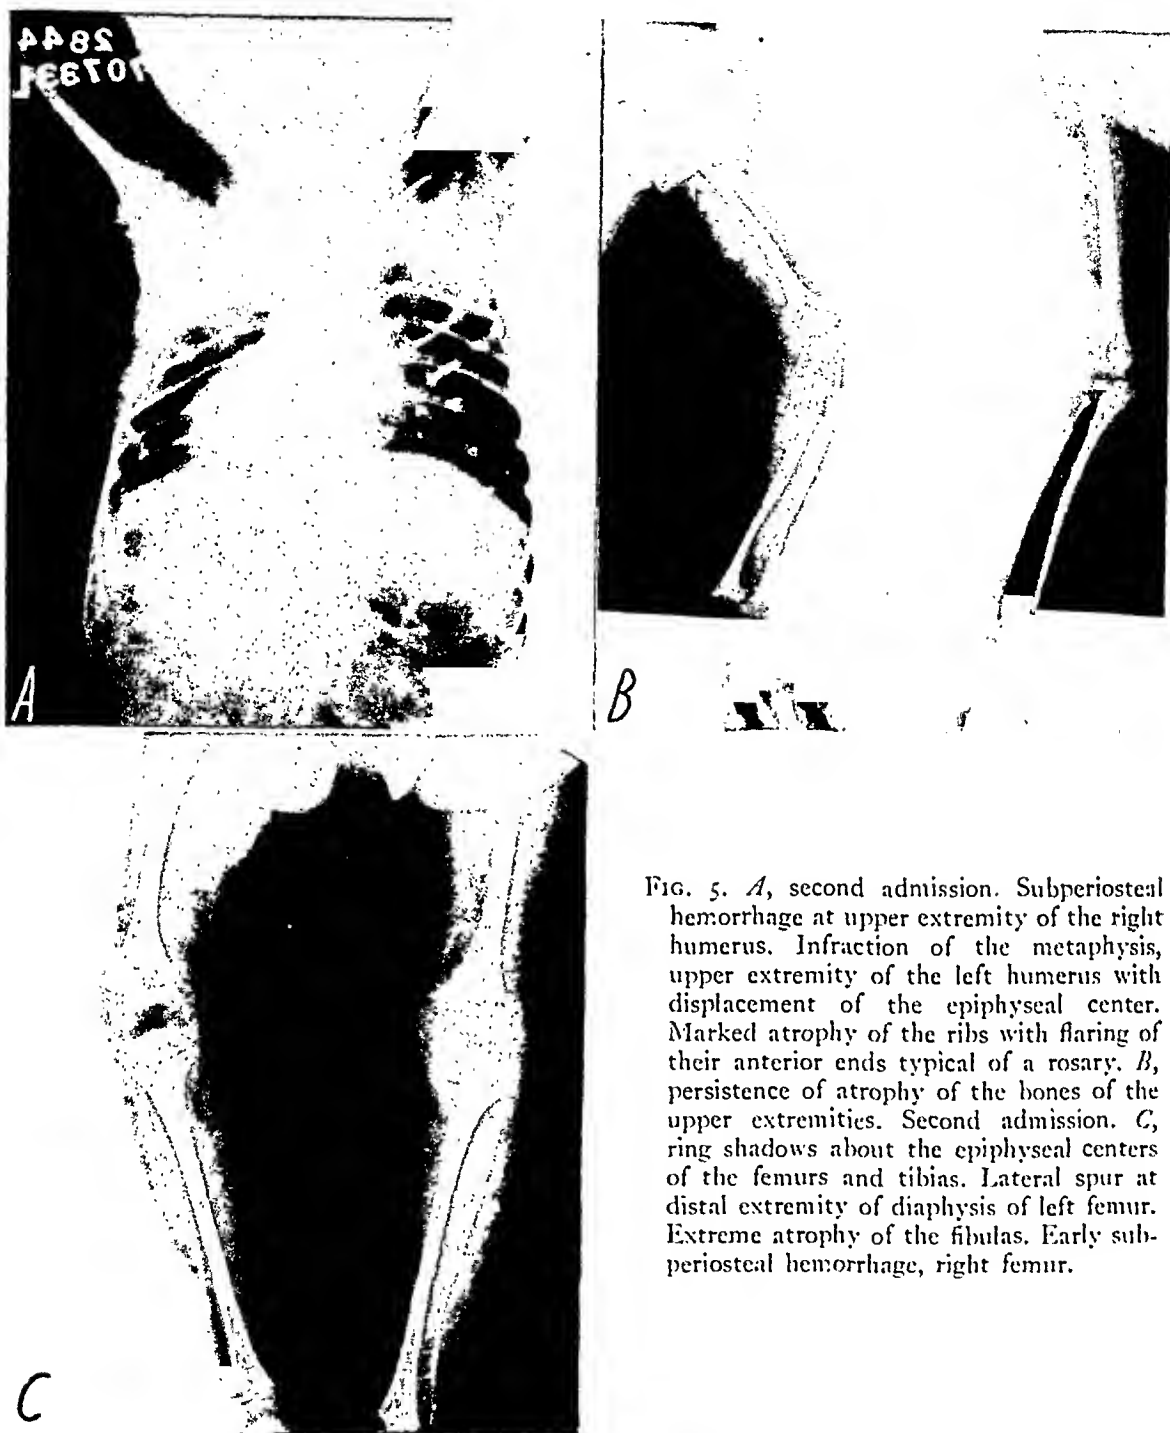 2844
70733L
A
B
C
FIG. 5. A, second admission. Subperiosteal
hemorrhage at upper extremity of the right
humerus. Infraction of the metaphysis,
upper extremity of the left humerus with
displacement of the epiphyseal center.
Marked atrophy of the ribs with flaring of
their anterior ends typical of a rosary. B,
persistence of atrophy of the bones of the
upper extremities. Second admission. C,
ring shadows about the epiphyseal centers
of the femurs and tibias. Lateral spur at
distal extremity of diaphysis of left femur.
Extreme atrophy of the fibulas. Early sub-
periosteal hemorrhage, right femur.